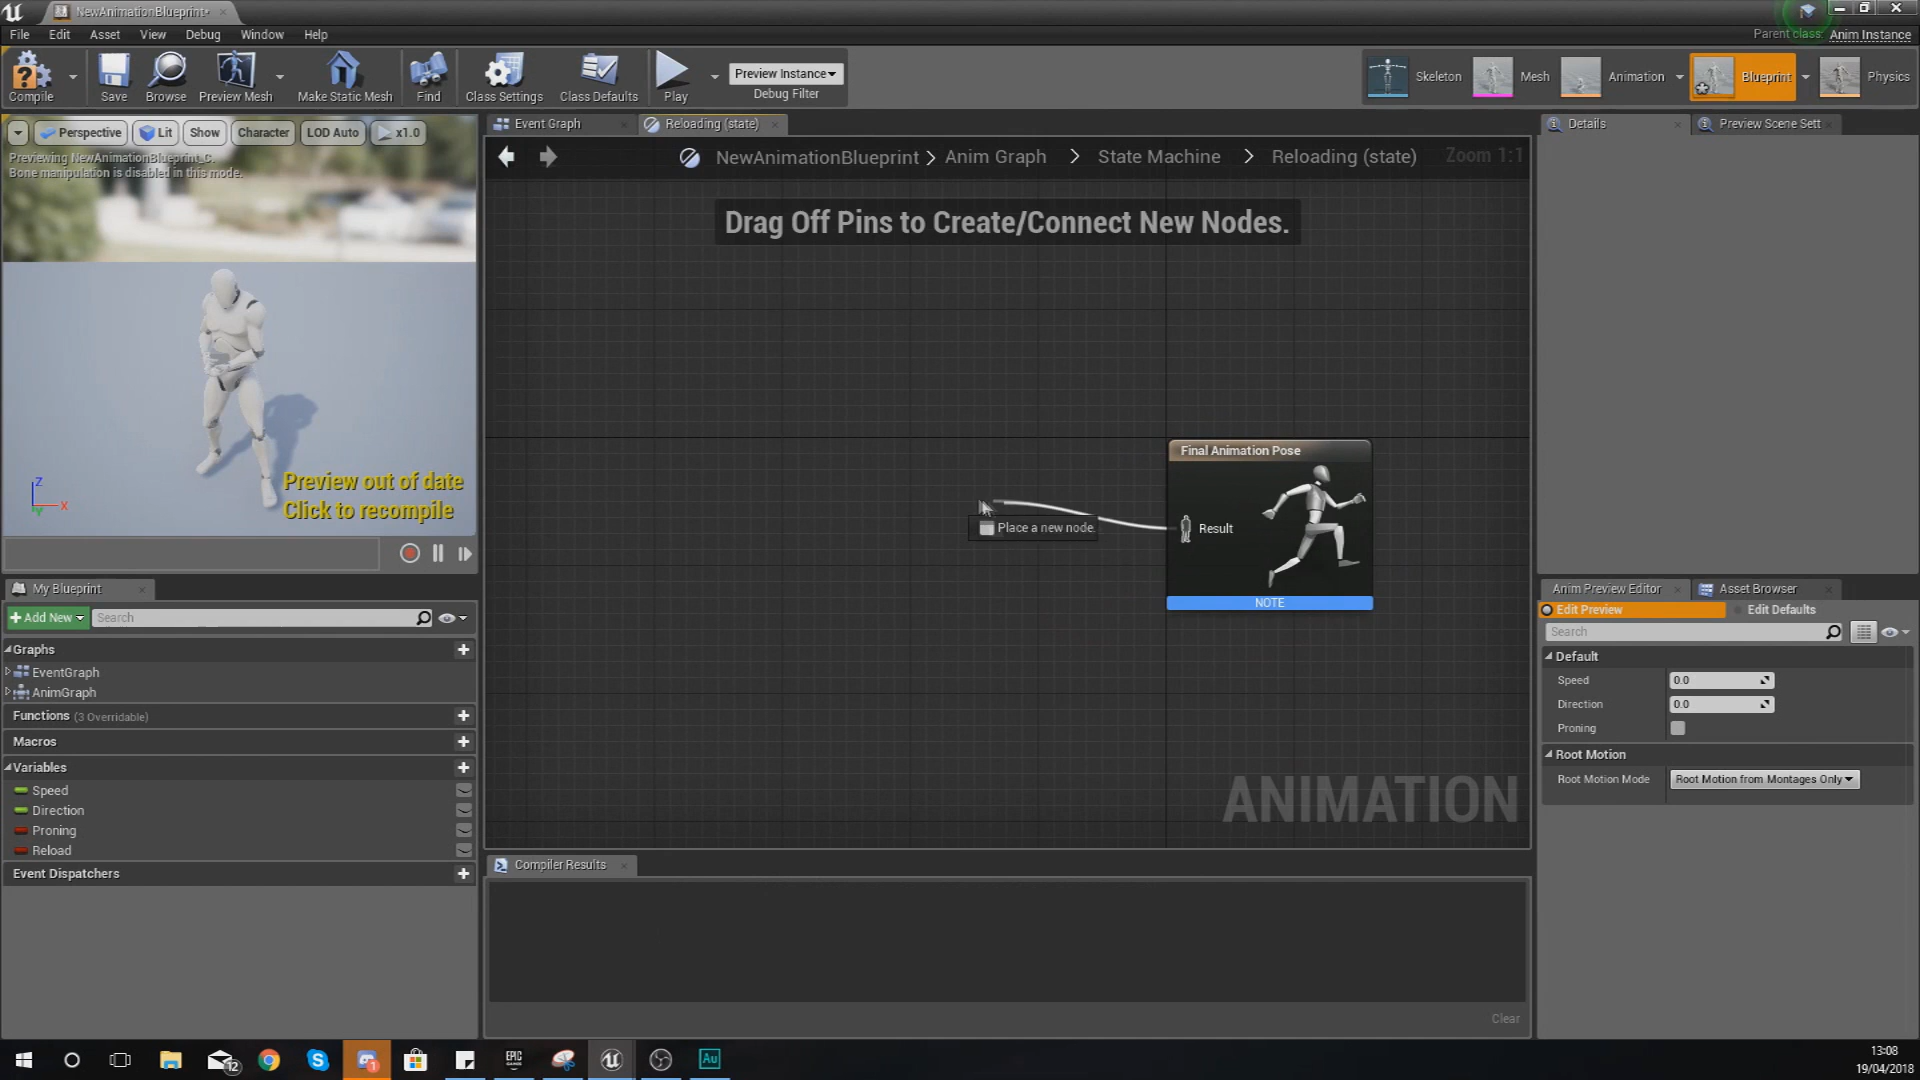 NewAnimationBlueprint*
File Edit Asset View Debug Window Help
Parent class: Anim Instance
Compile Save Browse Preview Mesh Make Static Mesh Find Class Settings Class Defaults Play
Preview Instance
Debug Filter
Skeleton Mesh Animation Blueprint Physics
Perspective Lit Show Character LOD Auto x1.0
Previewing NewAnimationBlueprint_C.
Bone manipulation is disabled in this mode.
Preview out of date
Click to recompile
Z
X
Y
Event Graph Reloading (state)
NewAnimationBlueprint > Anim Graph > State Machine > Reloading (state)
Zoom 1:1
Drag Off Pins to Create/Connect New Nodes.
Place a new node.
Final Animation Pose
Result
NOTE
ANIMATION
Compiler Results
Clear
My Blueprint
+ Add New Search
Graphs
EventGraph
AnimGraph
Functions (3 Overridable)
Macros
Variables
Speed
Direction
Proning
Reload
Event Dispatchers
Details Preview Scene Sett
Anim Preview Editor Asset Browser
Edit Preview Edit Defaults
Search
Default
Speed 0.0
Direction 0.0
Proning
Root Motion
Root Motion Mode Root Motion from Montages Only
12
1
EPIC
GAMES
Au
13:08
19/04/2018